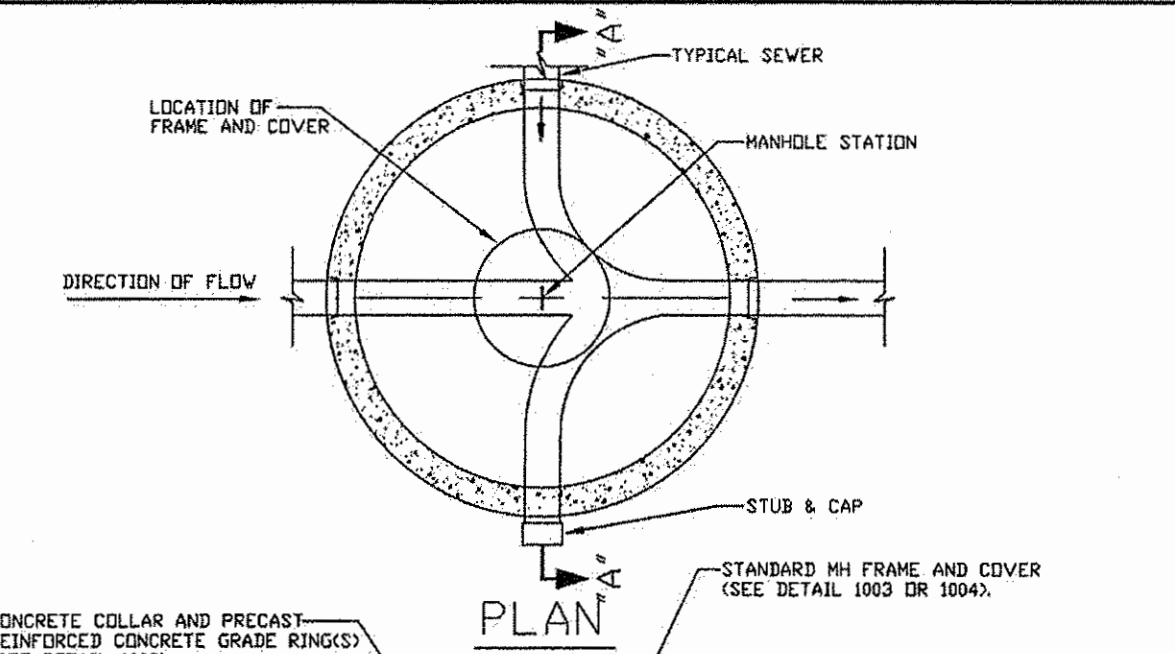 "A"
TYPICAL SEWER
LOCATION OF
FRAME AND COVER
MANHOLE STATION
DIRECTION OF FLOW
STUB & CAP
"A"
STANDARD MH FRAME AND COVER
(SEE DETAIL 1003 OR 1004).
PLAN
ONCRETE COLLAR AND PRECAST
EINFORCED CONCRETE GRADE RING(S)